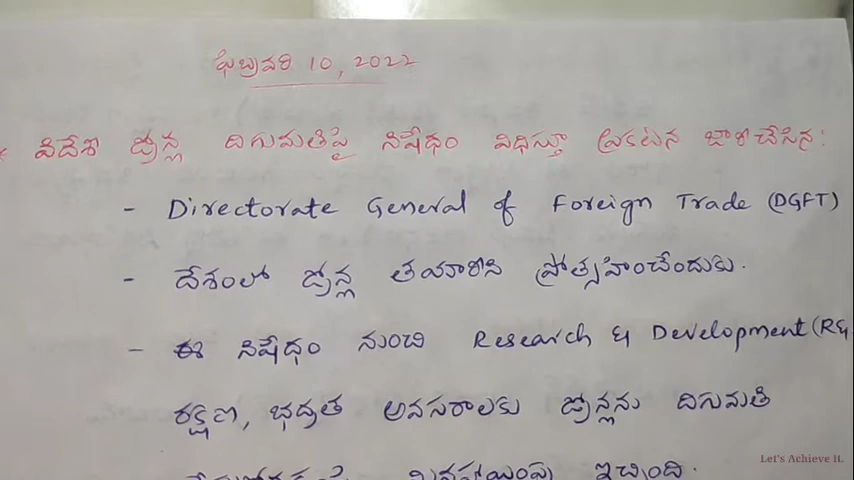 ఫిబ్రవరి 10, 2022
విదేశీ డ్రోన్ల దిగుమతిపై నిషేధం విధిస్తూ ప్రకటన జారీచేసిన:
- Directorate General of Foreign Trade (DGFT)
- దేశంలో డ్రోన్ల తయారీని ప్రోత్సహించేందుకు.
- ఈ నిషేధం నుంచి Research & Development (R&
రక్షణ, భద్రత అవసరాలకు డ్రోన్లను దిగుమతి
మినహాయింపు ఇచ్చింది.
Let's Achieve it.